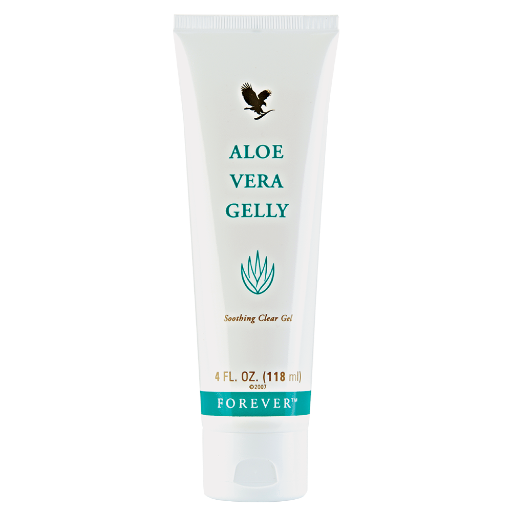 ALOE
VERA
GELLY
Soothing Clear Gel
4 FL. OZ. (118 ml)
©2007
FOREVER™